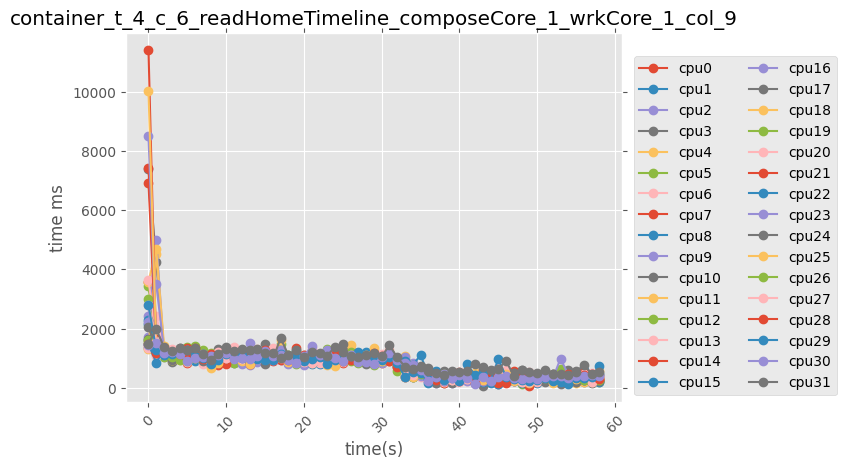 container_t_4_c_6_readHomeTimeline_composeCore_1_wrkCore_1_col_9
time ms
10000
8000
6000
4000
2000
0
0
10
20
30
40
50
60
time(s)
cpu0
cpu1
cpu2
cpu3
cpu4
cpu5
cpu6
cpu7
cpu8
cpu9
cpu10
cpu11
cpu12
cpu13
cpu14
cpu15
cpu16
cpu17
cpu18
cpu19
cpu20
cpu21
cpu22
cpu23
cpu24
cpu25
cpu26
cpu27
cpu28
cpu29
cpu30
cpu31